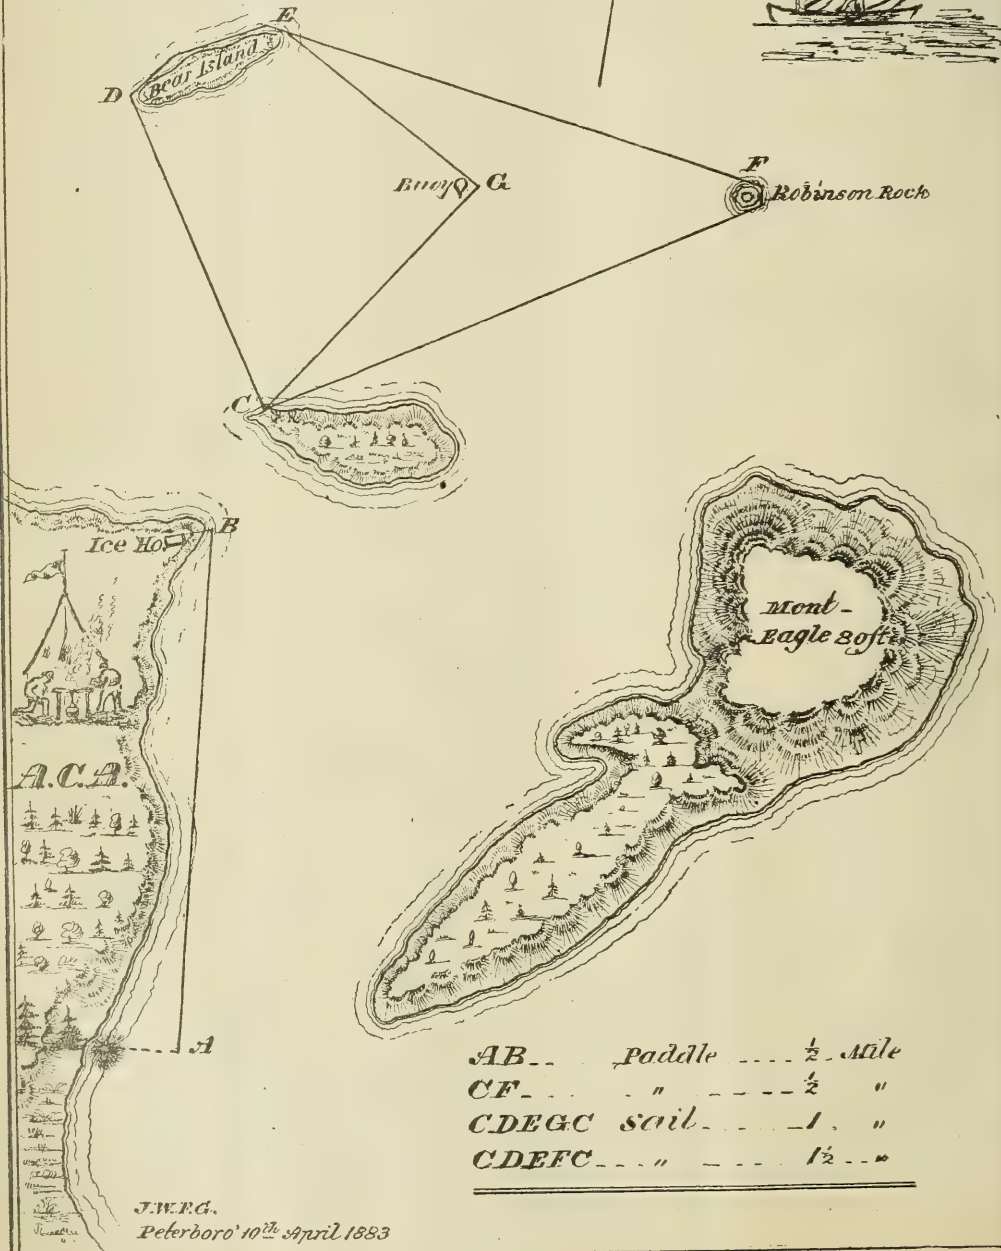 E
Bear Island
D
Buoy G
F
Robinson Rock
C
B
Ice Ho
Mont-
Eagle 80ft
A.C.A.
A
AB Paddle ½ Mile
CF " ½ "
CDEGC Sail 1 "
CDEFC " 1½ "
J.W.F.G.
Peterboro' 10th April 1883